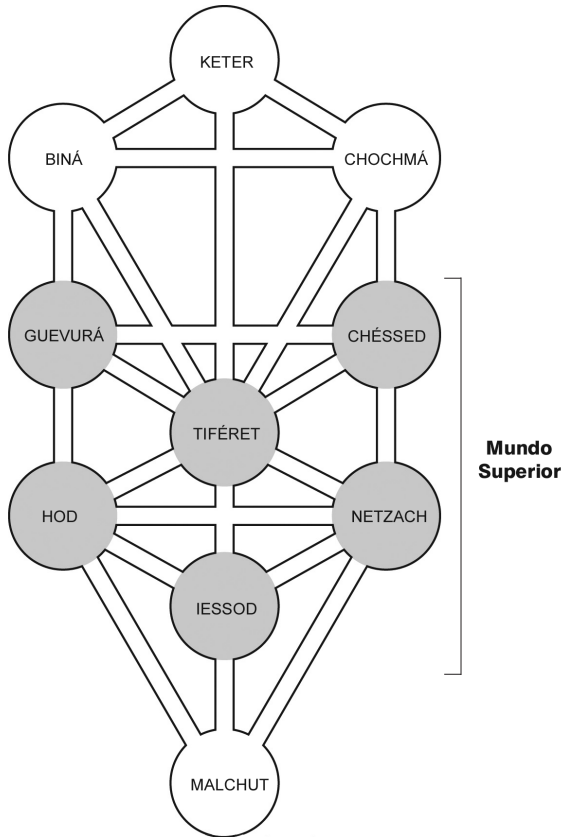 KETER
BINÁ
CHOCHMÁ
GUEVURÁ
CHÉSSED
TIFÉRET
Mundo
Superior
HOD
NETZACH
IESSOD
MALCHUT